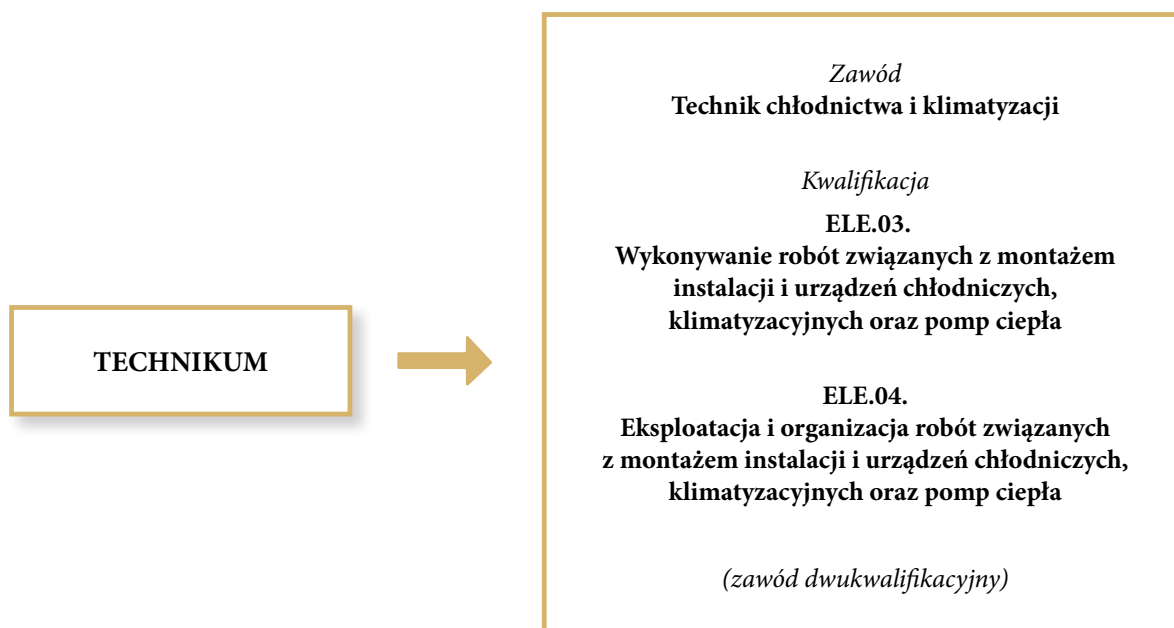 TECHNIKUM
Zawód
Technik chłodnictwa i klimatyzacji
Kwalifikacja
ELE.03.
Wykonywanie robót związanych z montażem
instalacji i urządzeń chłodniczych,
klimatyzacyjnych oraz pomp ciepła
ELE.04.
Eksploatacja i organizacja robót związanych
z montażem instalacji i urządzeń chłodniczych,
klimatyzacyjnych oraz pomp ciepła
(zawód dwukwalifikacyjny)